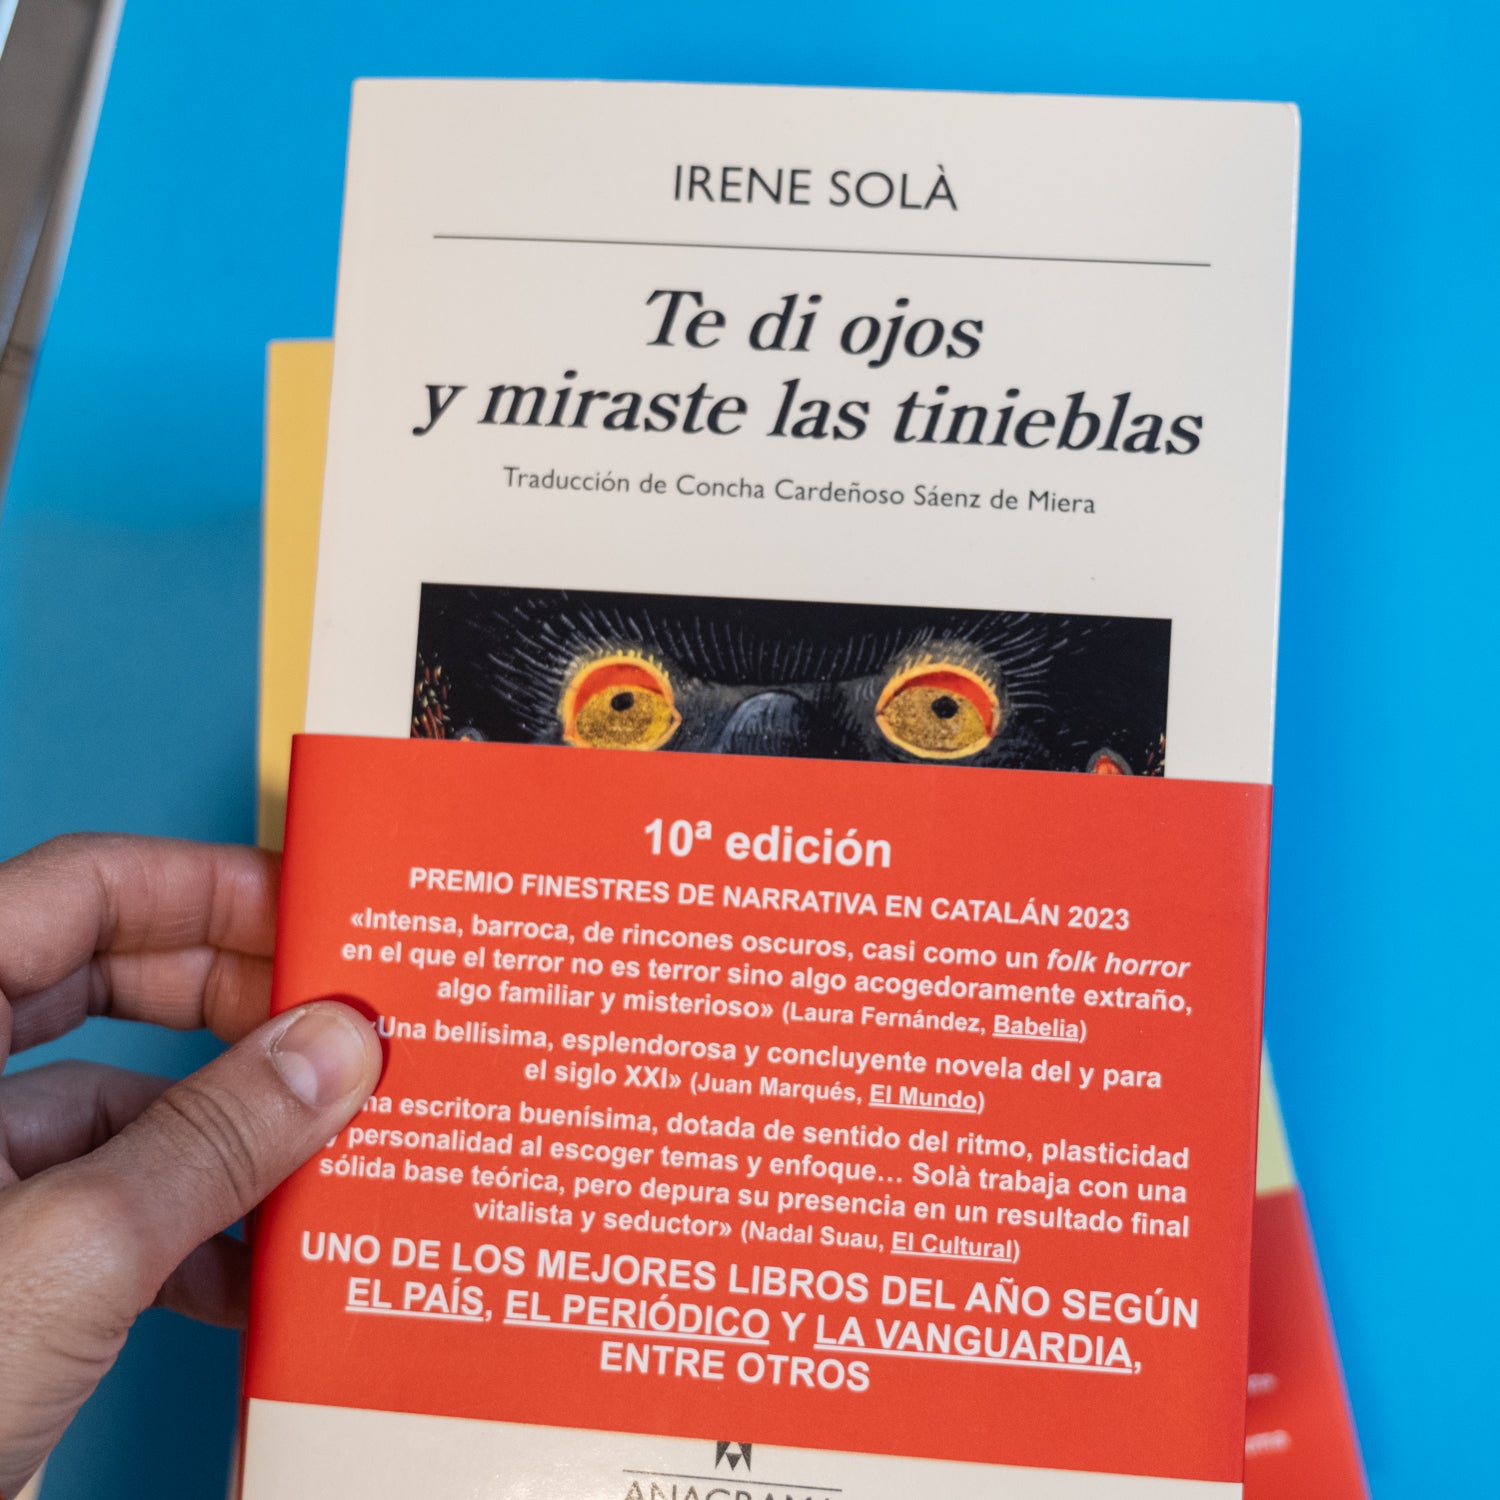 IRENE SOLÀ
Te di ojos
y miraste las tinieblas
Traducción de Concha Cardeñoso Sáenz de Miera
10ª edición
PREMIO FINESTRES DE NARRATIVA EN CATALÁN 2023
«Intensa, barroca, de rincones oscuros, casi como un folk horror
en el que el terror no es terror sino algo acogedoramente extraño,
algo familiar y misterioso» (Laura Fernández, Babelia)
«Una bellísima, esplendorosa y concluyente novela del y para
el siglo XXI» (Juan Marqués, El Mundo)
escritora buenísima, dotada de sentido del ritmo, plasticidad
y personalidad al escoger temas y enfoque... Solà trabaja con una
sólida base teórica, pero depura su presencia en un resultado final
vitalista y seductor» (Nadal Suau, El Cultural)
UNO DE LOS MEJORES LIBROS DEL AÑO SEGÚN
EL PAÍS, EL PERIÓDICO Y LA VANGUARDIA,
ENTRE OTROS
ANAGRAMA